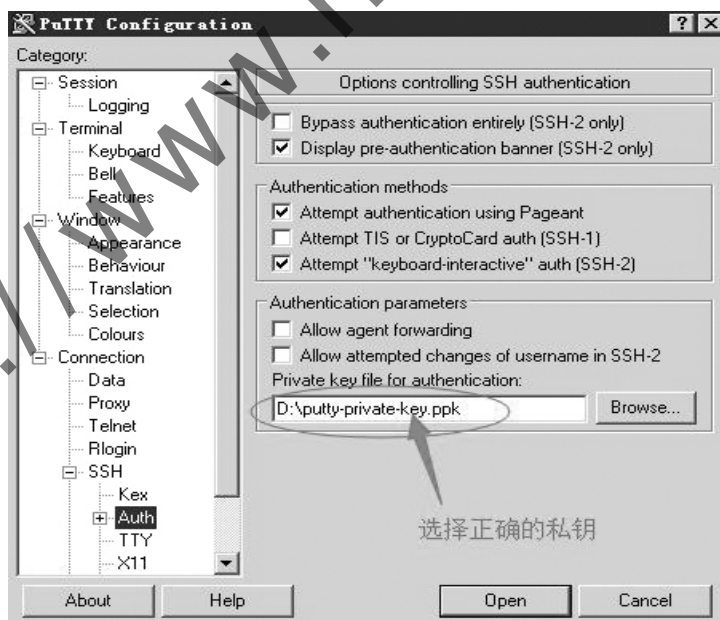 PuTTY Configuration
Category:
Session
Logging
Terminal
Keyboard
Bell
Features
Window
Appearance
Behaviour
Translation
Selection
Colours
Connection
Data
Proxy
Telnet
Rlogin
SSH
Kex
Auth
TTY
X11
Options controlling SSH authentication
Bypass authentication entirely (SSH-2 only)
Display pre-authentication banner (SSH-2 only)
Authentication methods
Attempt authentication using Pageant
Attempt TIS or CryptoCard auth (SSH-1)
Attempt "keyboard-interactive" auth (SSH-2)
Authentication parameters
Allow agent forwarding
Allow attempted changes of username in SSH-2
Private key file for authentication:
D:\putty-private-key.ppk
Browse...
选择正确的私钥
About
Help
Open
Cancel
://www.